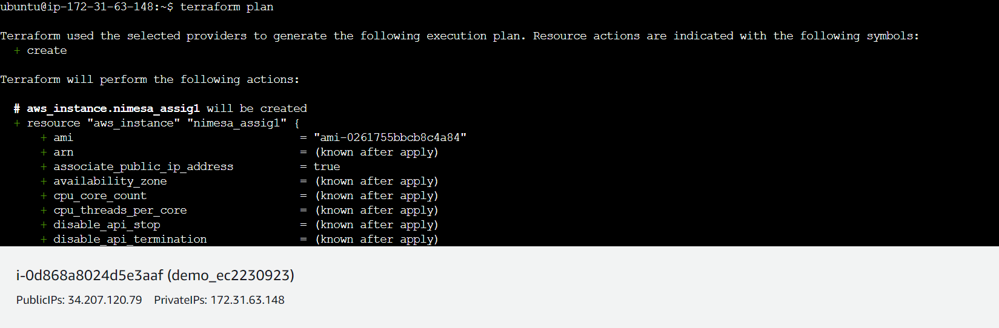 ubuntu@ip-172-31-63-148:~$ terraform plan
Terraform used the selected providers to generate the following execution plan. Resource actions are indicated with the following symbols:
+ create
Terraform will perform the following actions:
# aws_instance.nimesa_assig1 will be created
+ resource "aws_instance" "nimesa_assig1" {
+ ami = "ami-0261755bbcb8c4a84"
+ arn = (known after apply)
+ associate_public_ip_address = true
+ availability_zone = (known after apply)
+ cpu_core_count = (known after apply)
+ cpu_threads_per_core = (known after apply)
+ disable_api_stop = (known after apply)
+ disable_api_termination = (known after apply)
i-0d868a8024d5e3aaf (demo_ec2230923)
PublicIPs: 34.207.120.79 PrivateIPs: 172.31.63.148